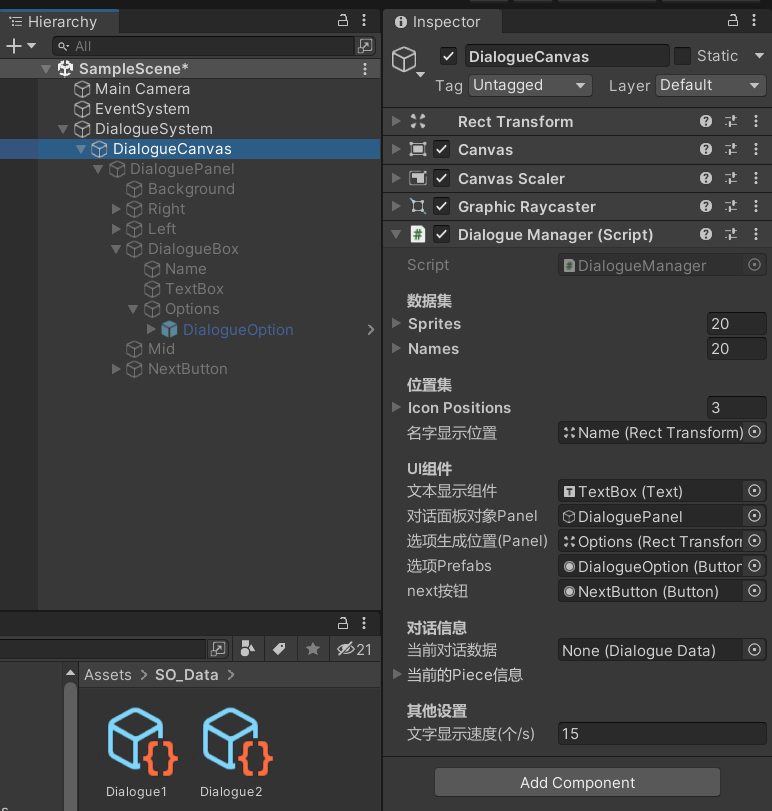 Hierarchy
All
SampleScene*
Main Camera
EventSystem
DialogueSystem
DialogueCanvas
DialoguePanel
Background
Right
Left
DialogueBox
Name
TextBox
Options
DialogueOption
Mid
NextButton
21
Assets > SO_Data >
Dialogue1
Dialogue2
Inspector
DialogueCanvas
Static
Tag Untagged
Layer Default
Rect Transform
Canvas
Canvas Scaler
Graphic Raycaster
# Dialogue Manager (Script)
Script DialogueManager
数据集
Sprites 20
Names 20
位置集
Icon Positions 3
名字显示位置 Name (Rect Transform)
UI组件
文本显示组件 TextBox (Text)
对话面板对象Panel DialoguePanel
选项生成位置(Panel) Options (Rect Transfor
选项Prefabs DialogueOption (Button
next按钮 NextButton (Button)
对话信息
当前对话数据 None (Dialogue Data)
当前的Piece信息
其他设置
文字显示速度(个/s) 15
Add Component